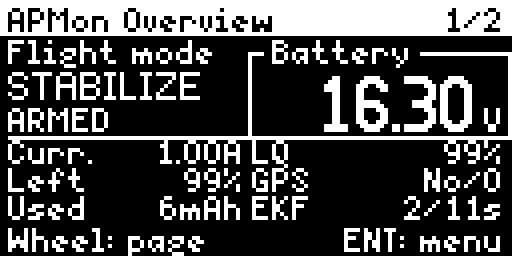 APMon Overview 1/2
Flight mode Battery
STABILIZE
ARMED 16.30 V
Curr. 1.00A LQ 99%
Left 99% GPS No/0
Used 6mAh EKF 2/11s
Wheel: page ENT: menu